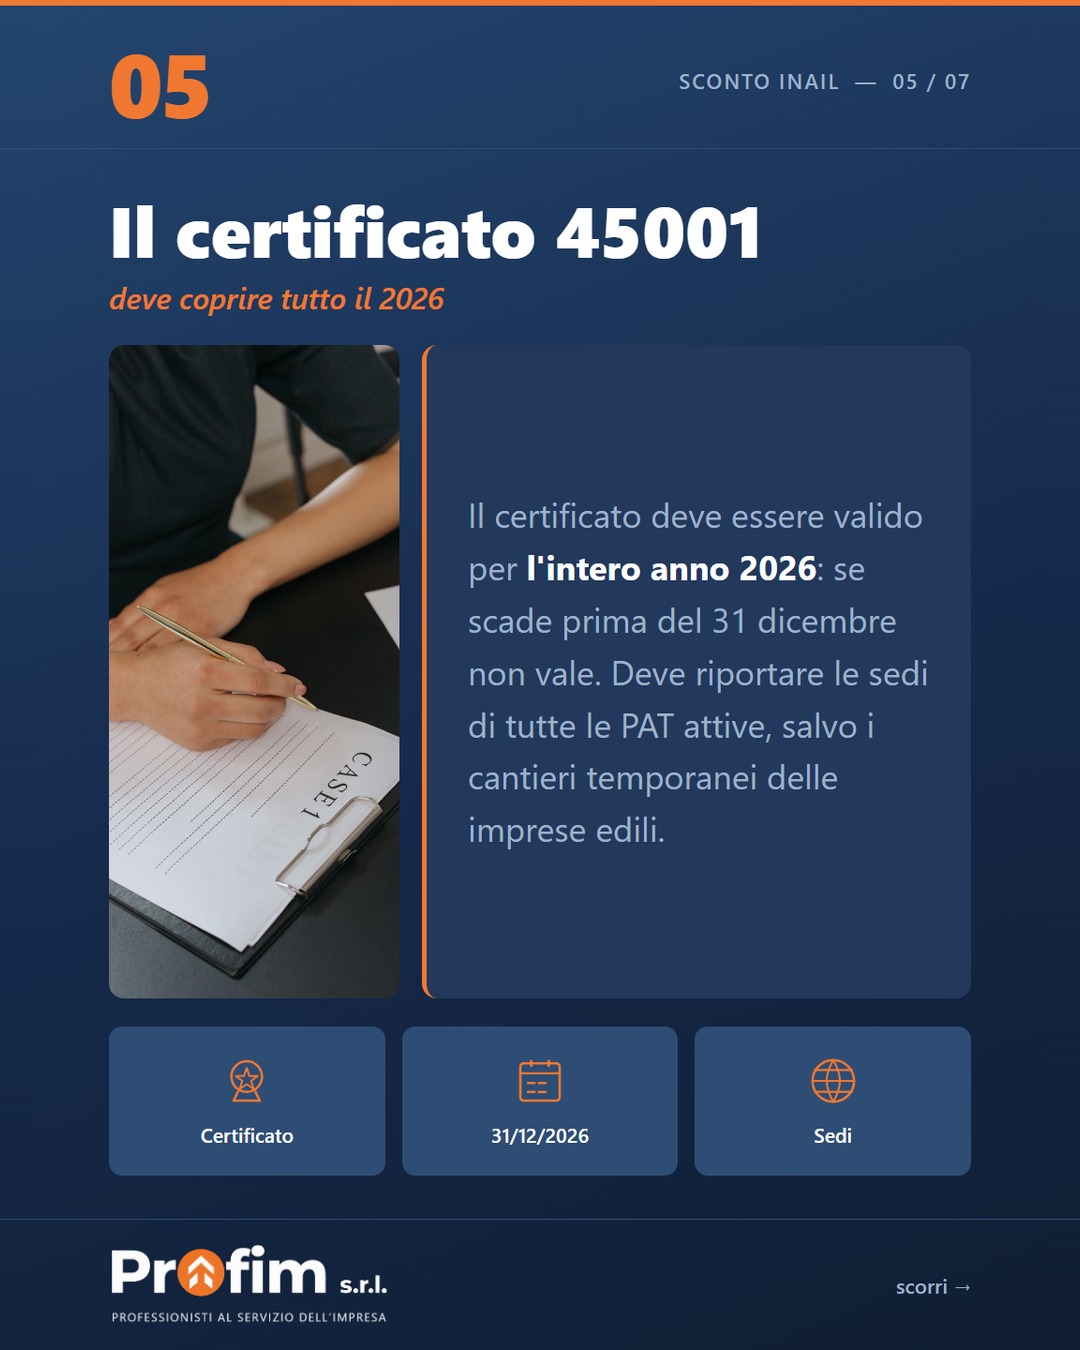 05
SCONTO INAIL — 05 / 07
Il certificato 45001
deve coprire tutto il 2026
CASE 1
Il certificato deve essere valido
per l'intero anno 2026: se
scade prima del 31 dicembre
non vale. Deve riportare le sedi
di tutte le PAT attive, salvo i
cantieri temporanei delle
imprese edili.
Certificato
31/12/2026
Sedi
Profim s.r.l.
PROFESSIONISTI AL SERVIZIO DELL'IMPRESA
scorri →